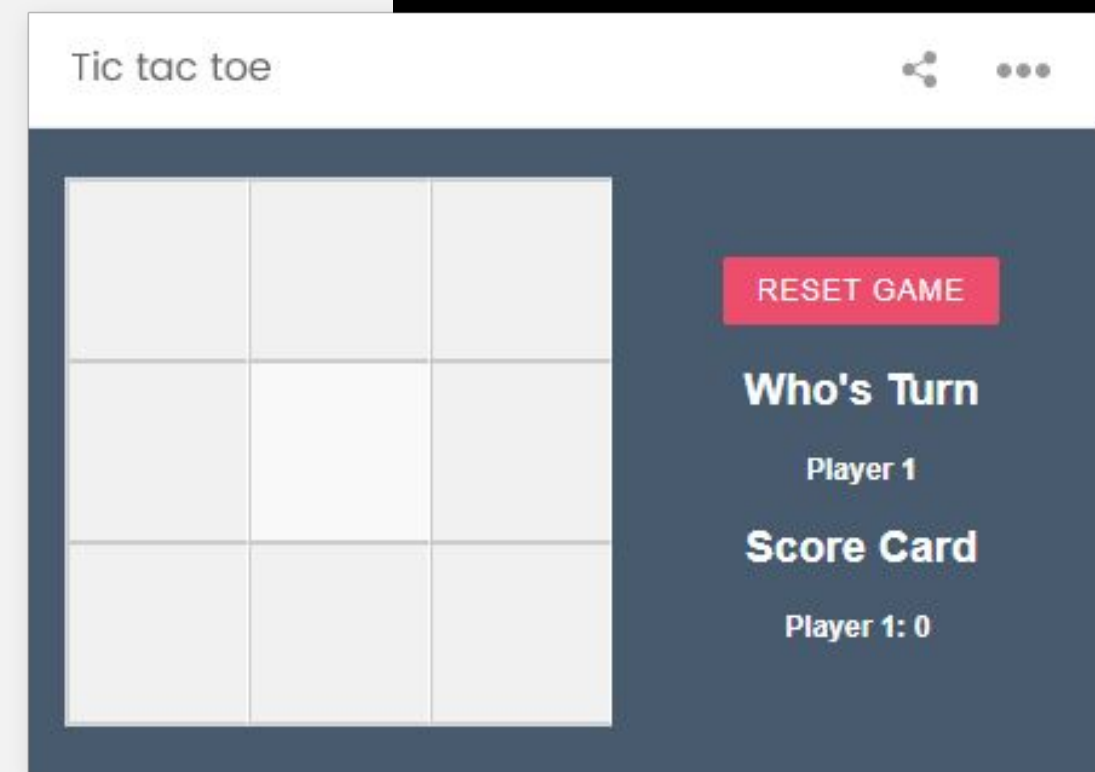 Tic tac toe
RESET GAME
Who's Turn
Player 1
Score Card
Player 1: 0